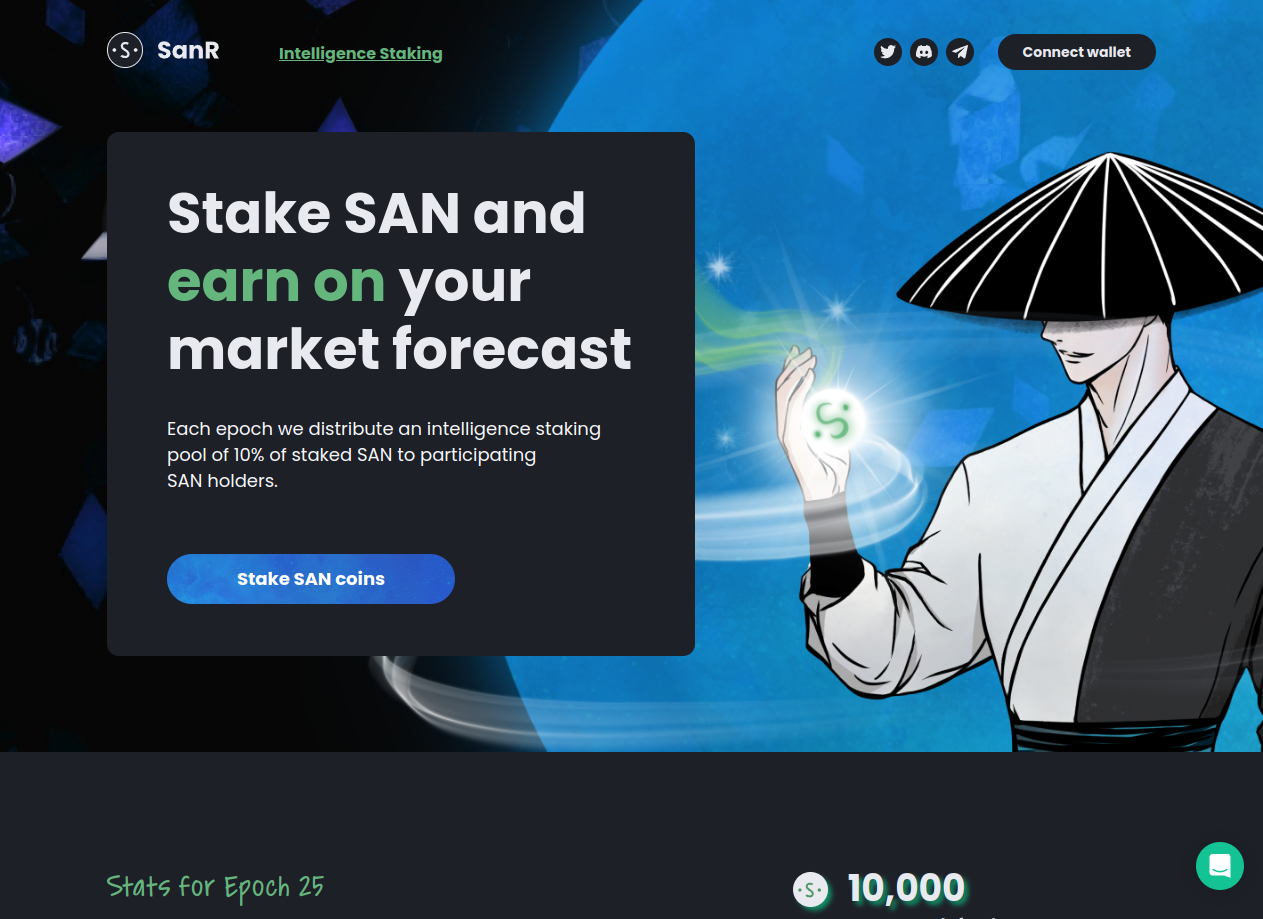 SanR
Intelligence Staking
Connect wallet
Stake SAN and
earn on your
market forecast
Each epoch we distribute an intelligence staking
pool of 10% of staked SAN to participating
SAN holders.
Stake SAN coins
Stats for Epoch 25
10,000